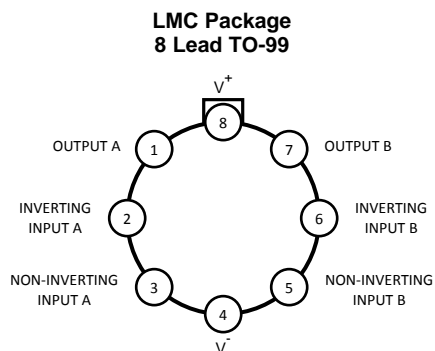 LMC Package
8 Lead TO-99
V+
8
OUTPUT A
1
7
OUTPUT B
INVERTING
INPUT A
2
6
INVERTING
INPUT B
NON-INVERTING
INPUT A
3
5
NON-INVERTING
INPUT B
4
V-